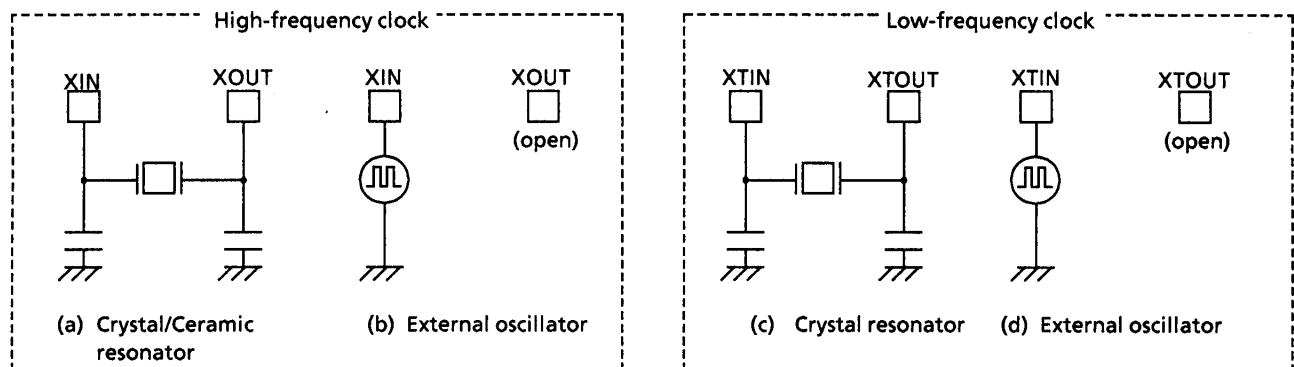 High-frequency clock
XIN
XOUT
XIN
XOUT
(open)
(a) Crystal/Ceramic
resonator
(b) External oscillator
Low-frequency clock
XTIN
XTOUT
XTIN
XTOUT
(open)
(c) Crystal resonator
(d) External oscillator